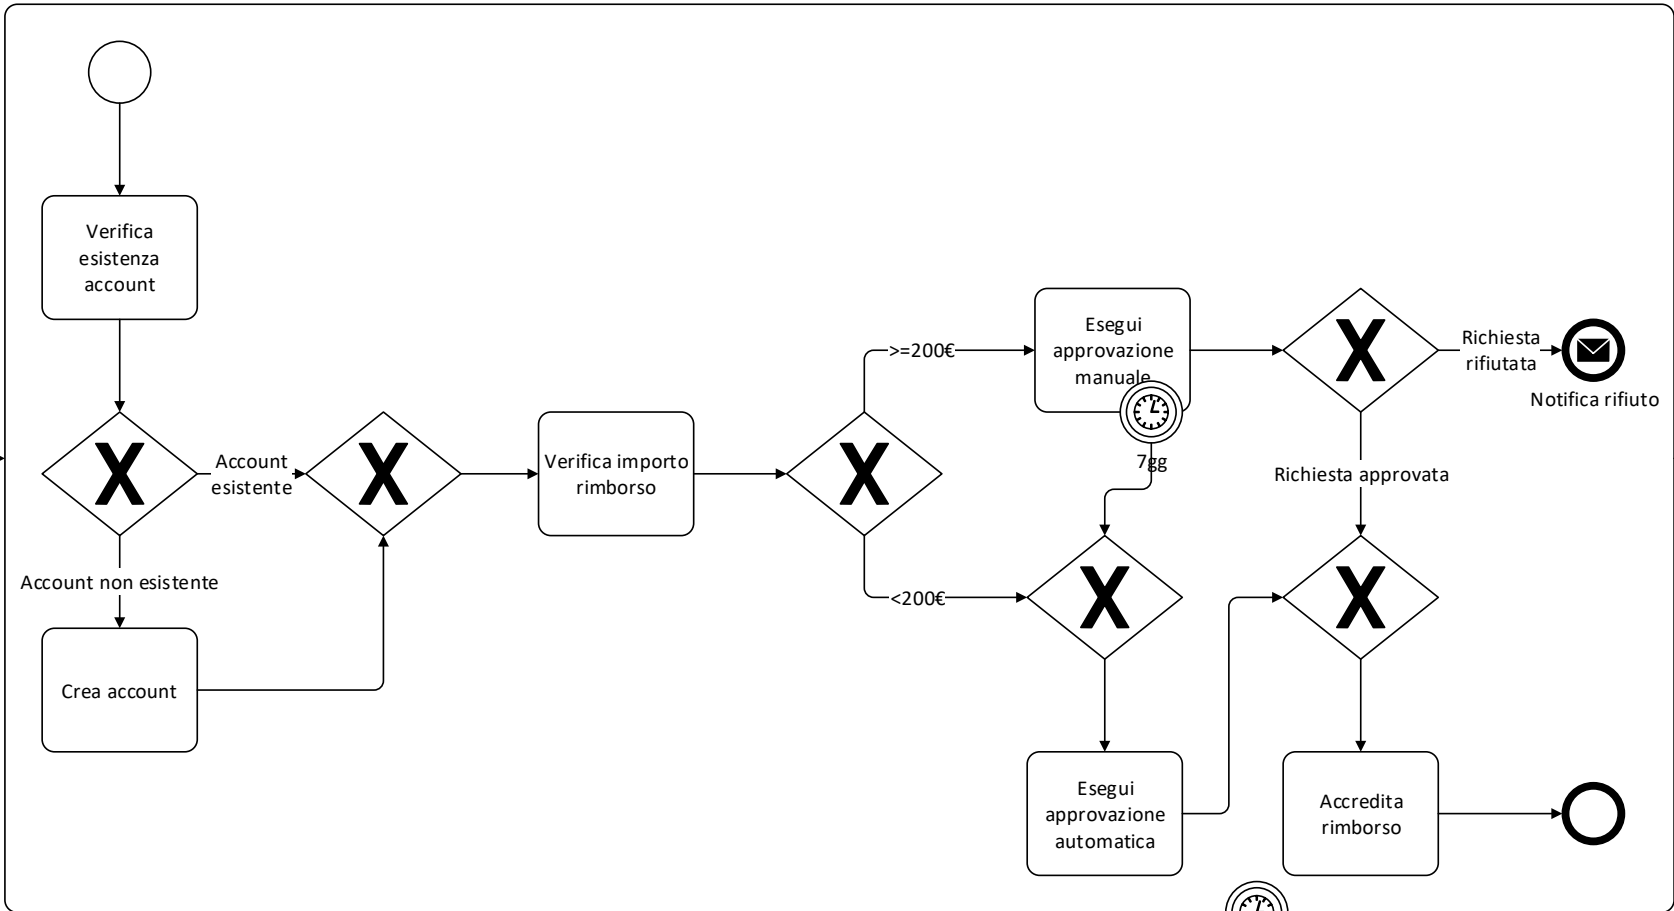 Verifica
esistenza
account
Account
esistente
Account non esistente
Crea account
Verifica importo
rimborso
>=200€
<200€
Esegui
approvazione
manuale
7gg
Richiesta
rifiutata
Notifica rifiuto
Richiesta approvata
Esegui
approvazione
automatica
Accredita
rimborso